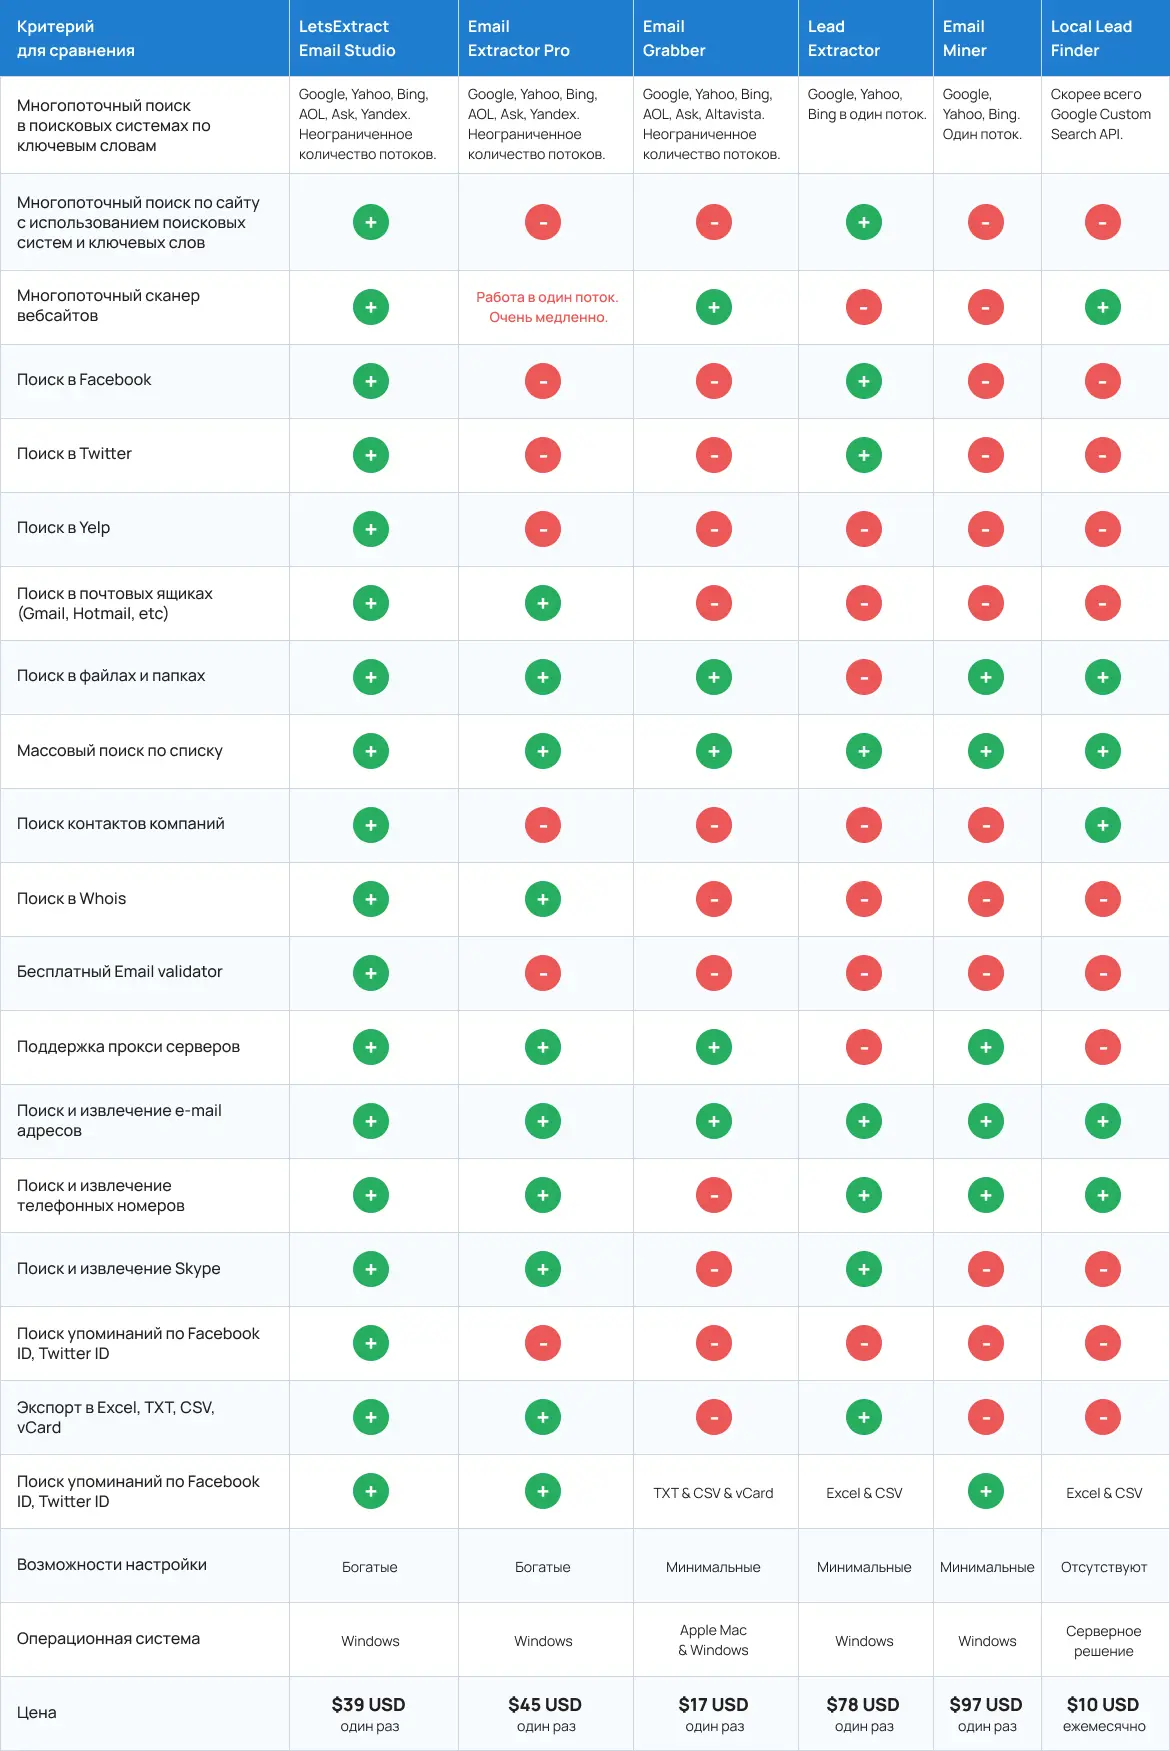 Критерий
для сравнения
LetsExtract
Email Studio
Email
Extractor Pro
Email
Grabber
Lead
Extractor
Email
Miner
Local Lead
Finder
Многопоточный поиск
в поисковых системах по
ключевым словам
Google, Yahoo, Bing,
AOL, Ask, Yandex.
Неограниченное
количество потоков.
Google, Yahoo, Bing,
AOL, Ask, Yandex.
Неограниченное
количество потоков.
Google, Yahoo, Bing,
AOL, Ask, Altavista.
Неограниченное
количество потоков.
Google, Yahoo,
Bing в один поток.
Google,
Yahoo, Bing.
Один поток.
Скорее всего
Google Custom
Search API.
Многопоточный поиск по сайту
с использованием поисковых
систем и ключевых слов
+ - - + - -
Многопоточный сканер
вебсайтов
+
Работа в один поток.
Очень медленно.
+ - - +
Поиск в Facebook
+ - - + - -
Поиск в Twitter
+ - - + - -
Поиск в Yelp
+ - - - - -
Поиск в почтовых ящиках
(Gmail, Hotmail, etc)
+ + - - - -
Поиск в файлах и папках
+ + + - + +
Массовый поиск по списку
+ + + + + +
Поиск контактов компаний
+ - - - - +
Поиск в Whois
+ + - - - -
Бесплатный Email validator
+ - - - - -
Поддержка прокси серверов
+ + + - + -
Поиск и извлечение e-mail
адресов
+ + + + + +
Поиск и извлечение
телефонных номеров
+ + - + + +
Поиск и извлечение Skype
+ + - + - -
Поиск упоминаний по Facebook
ID, Twitter ID
+ - - - - -
Экспорт в Excel, TXT, CSV,
vCard
+ + - + - -
Поиск упоминаний по Facebook
ID, Twitter ID
+ + TXT & CSV & vCard Excel & CSV + Excel & CSV
Возможности настройки
Богатые Богатые Минимальные Минимальные Минимальные Отсутствуют
Операционная система
Windows
Windows
Apple Mac
& Windows
Windows
Windows
Серверное
решение
Цена
$39 USD
один раз
$45 USD
один раз
$17 USD
один раз
$78 USD
один раз
$97 USD
один раз
$10 USD
ежемесячно